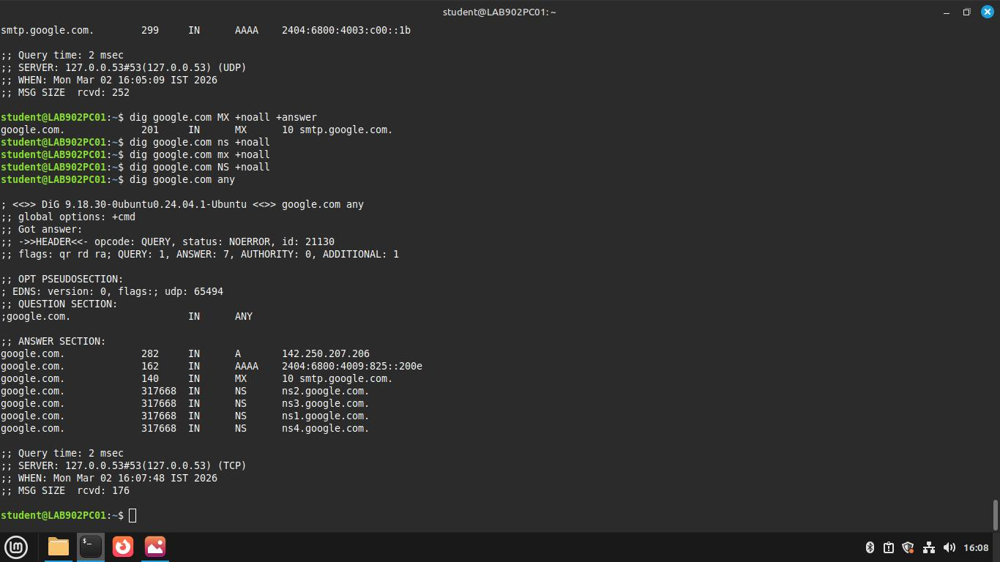 student@LAB902PC01: ~
smtp.google.com.        299     IN      AAAA    2404:6800:4003:c00::1b
;; Query time: 2 msec
;; SERVER: 127.0.0.53#53(127.0.0.53) (UDP)
;; WHEN: Mon Mar 02 16:05:09 IST 2026
;; MSG SIZE  rcvd: 252
student@LAB902PC01:~$ dig google.com MX +noall +answer
google.com.             201     IN      MX      10 smtp.google.com.
student@LAB902PC01:~$ dig google.com ns +noall
student@LAB902PC01:~$ dig google.com mx +noall
student@LAB902PC01:~$ dig google.com NS +noall
student@LAB902PC01:~$ dig google.com any
; <<>> DiG 9.18.30-0ubuntu0.24.04.1-Ubuntu <<>> google.com any
;; global options: +cmd
;; Got answer:
;; ->>HEADER<<- opcode: QUERY, status: NOERROR, id: 21130
;; flags: qr rd ra; QUERY: 1, ANSWER: 7, AUTHORITY: 0, ADDITIONAL: 1
;; OPT PSEUDOSECTION:
; EDNS: version: 0, flags:; udp: 65494
;; QUESTION SECTION:
;google.com.                    IN      ANY
;; ANSWER SECTION:
google.com.             282     IN      A       142.250.207.206
google.com.             162     IN      AAAA    2404:6800:4009:825::200e
google.com.             140     IN      MX      10 smtp.google.com.
google.com.             317668  IN      NS      ns2.google.com.
google.com.             317668  IN      NS      ns3.google.com.
google.com.             317668  IN      NS      ns1.google.com.
google.com.             317668  IN      NS      ns4.google.com.
;; Query time: 2 msec
;; SERVER: 127.0.0.53#53(127.0.0.53) (TCP)
;; WHEN: Mon Mar 02 16:07:48 IST 2026
;; MSG SIZE  rcvd: 176
student@LAB902PC01:~$
16:08